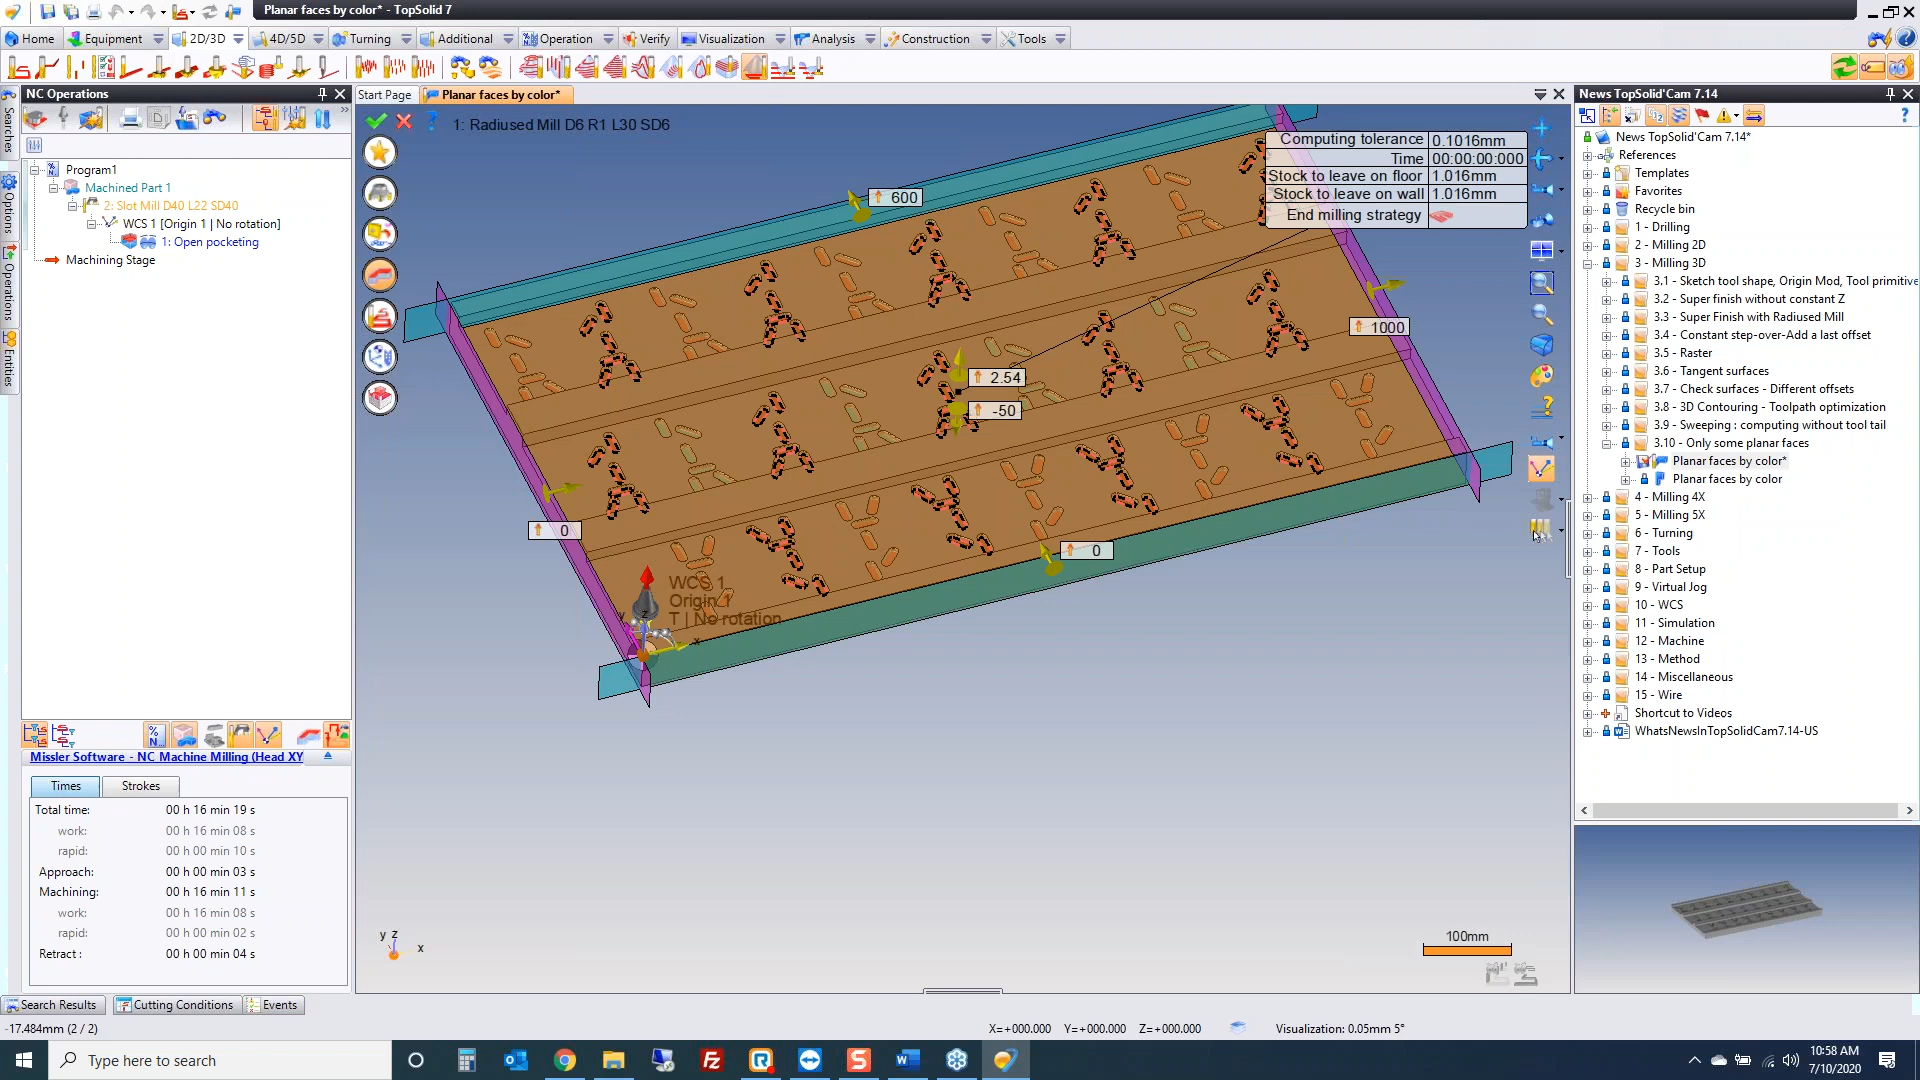 Planar faces by color* - TopSolid 7
Home
Equipment
2D/3D
4D/5D
Turning
Additional
Operation
Verify
Visualization
Analysis
Construction
Tools
NC Operations
Start Page
Planar faces by color*
News TopSolid'Cam 7.14
Searches
Options
Operations
Entities
Program1
Machined Part 1
2: Slot Mill D40 L22 SD40
WCS 1 [Origin 1 | No rotation]
1: Open pocketing
Machining Stage
1: Radiused Mill D6 R1 L30 SD6
Computing tolerance 0.1016mm
Time 00:00:00:000
Stock to leave on floor 1.016mm
Stock to leave on wall 1.016mm
End milling strategy
600
1000
2.54
-50
0
0
WCS 1
Origin 1
T | No rotation
y
z
x
y z
x
100mm
News TopSolid'Cam 7.14*
References
Templates
Favorites
Recycle bin
1 - Drilling
2 - Milling 2D
3 - Milling 3D
3.1 - Sketch tool shape, Origin Mod, Tool primitive
3.2 - Super finish without constant Z
3.3 - Super Finish with Radiused Mill
3.4 - Constant step-over-Add a last offset
3.5 - Raster
3.6 - Tangent surfaces
3.7 - Check surfaces - Different offsets
3.8 - 3D Contouring - Toolpath optimization
3.9 - Sweeping : computing without tool tail
3.10 - Only some planar faces
Planar faces by color*
Planar faces by color
4 - Milling 4X
5 - Milling 5X
6 - Turning
7 - Tools
8 - Part Setup
9 - Virtual Jog
10 - WCS
11 - Simulation
12 - Machine
13 - Method
14 - Miscellaneous
15 - Wire
Shortcut to Videos
WhatsNewsInTopSolidCam7.14-US
Missler Software - NC Machine Milling (Head XY
Times
Strokes
Total time: 00 h 16 min 19 s
work: 00 h 16 min 08 s
rapid: 00 h 00 min 10 s
Approach: 00 h 00 min 03 s
Machining: 00 h 16 min 11 s
work: 00 h 16 min 08 s
rapid: 00 h 00 min 02 s
Retract : 00 h 00 min 04 s
Search Results
Cutting Conditions
Events
-17.484mm (2 / 2)
X=+000.000 Y=+000.000 Z=+000.000
Visualization: 0.05mm 5°
Type here to search
10:58 AM
7/10/2020